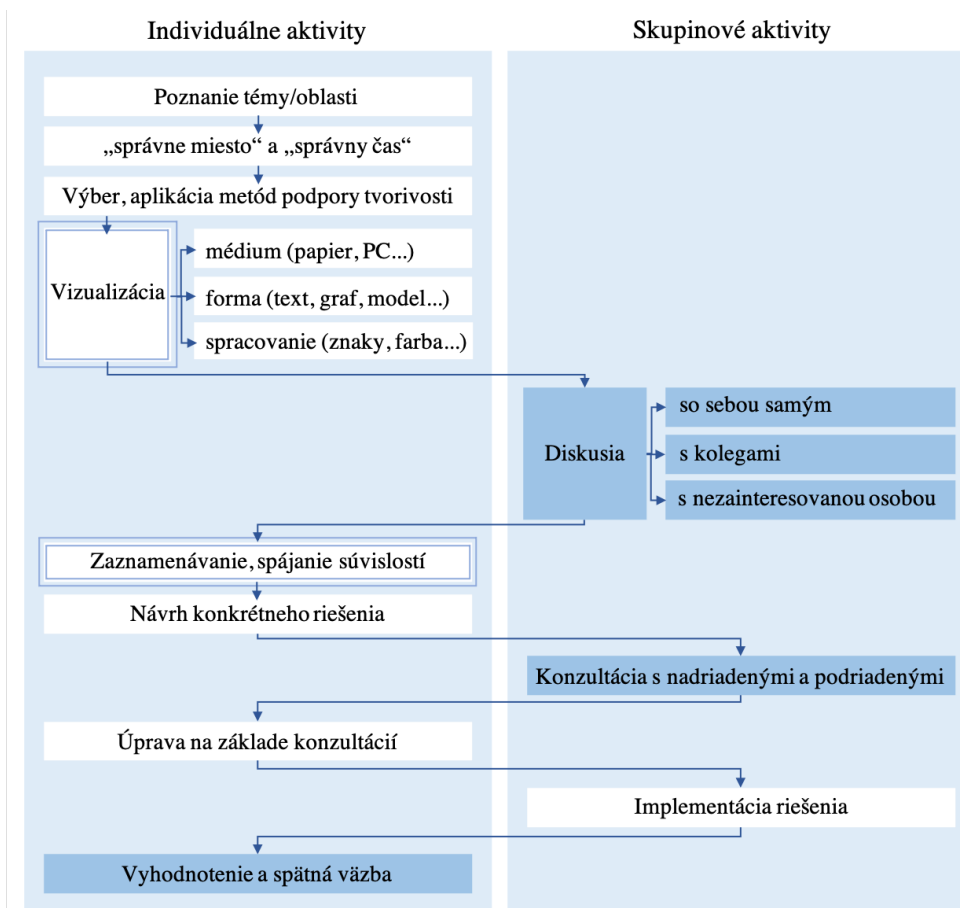 Individuálne aktivity
Skupinové aktivity
Poznanie témy/oblasti
„správne miesto“ a „správny čas“
Výber, aplikácia metód podpory tvorivosti
Vizualizácia
médium (papier, PC...)
forma (text, graf, model...)
spracovanie (znaky, farba...)
Diskusia
so sebou samým
s kolegami
s nezainteresovanou osobou
Zaznamenávanie, spájanie súvislostí
Návrh konkrétneho riešenia
Konzultácia s nadriadenými a podriadenými
Úprava na základe konzultácií
Implementácia riešenia
Vyhodnotenie a spätná väzba